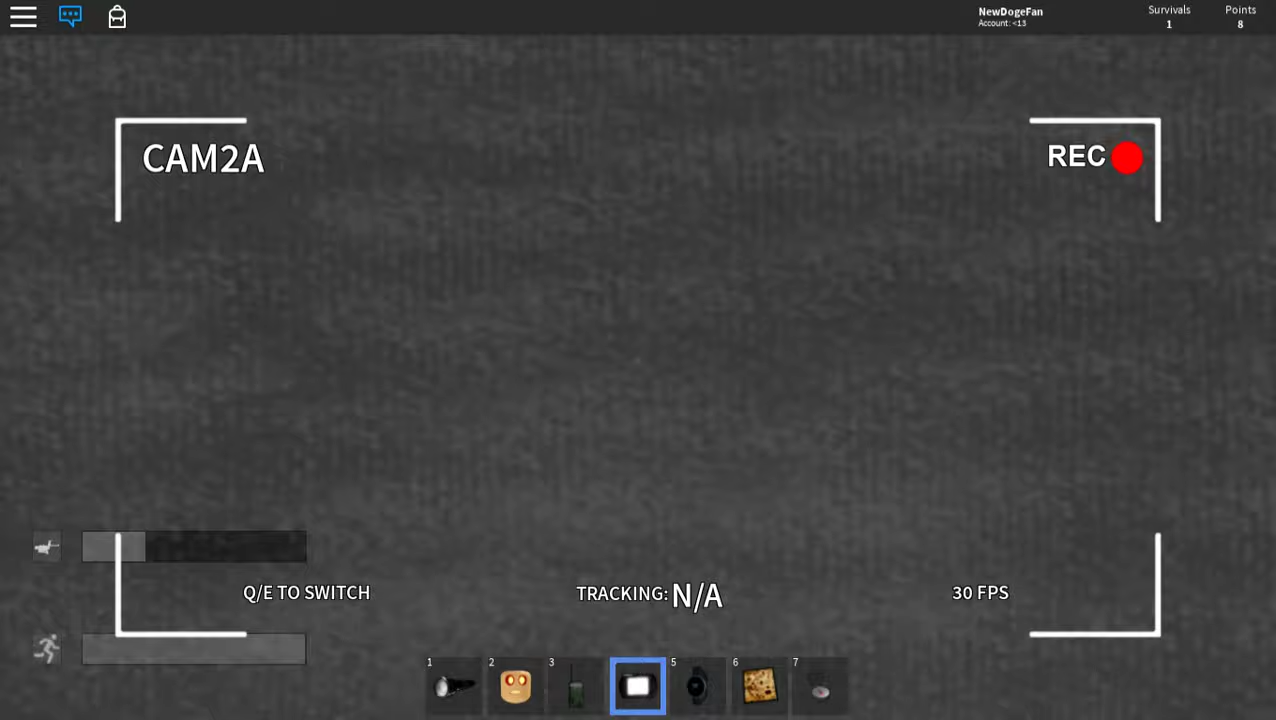 NewDogeFan
Account: <13
Survivals
1
Points
8
CAM2A
REC
Q/E TO SWITCH
TRACKING: N/A
30 FPS
1
2
3
5
6
7